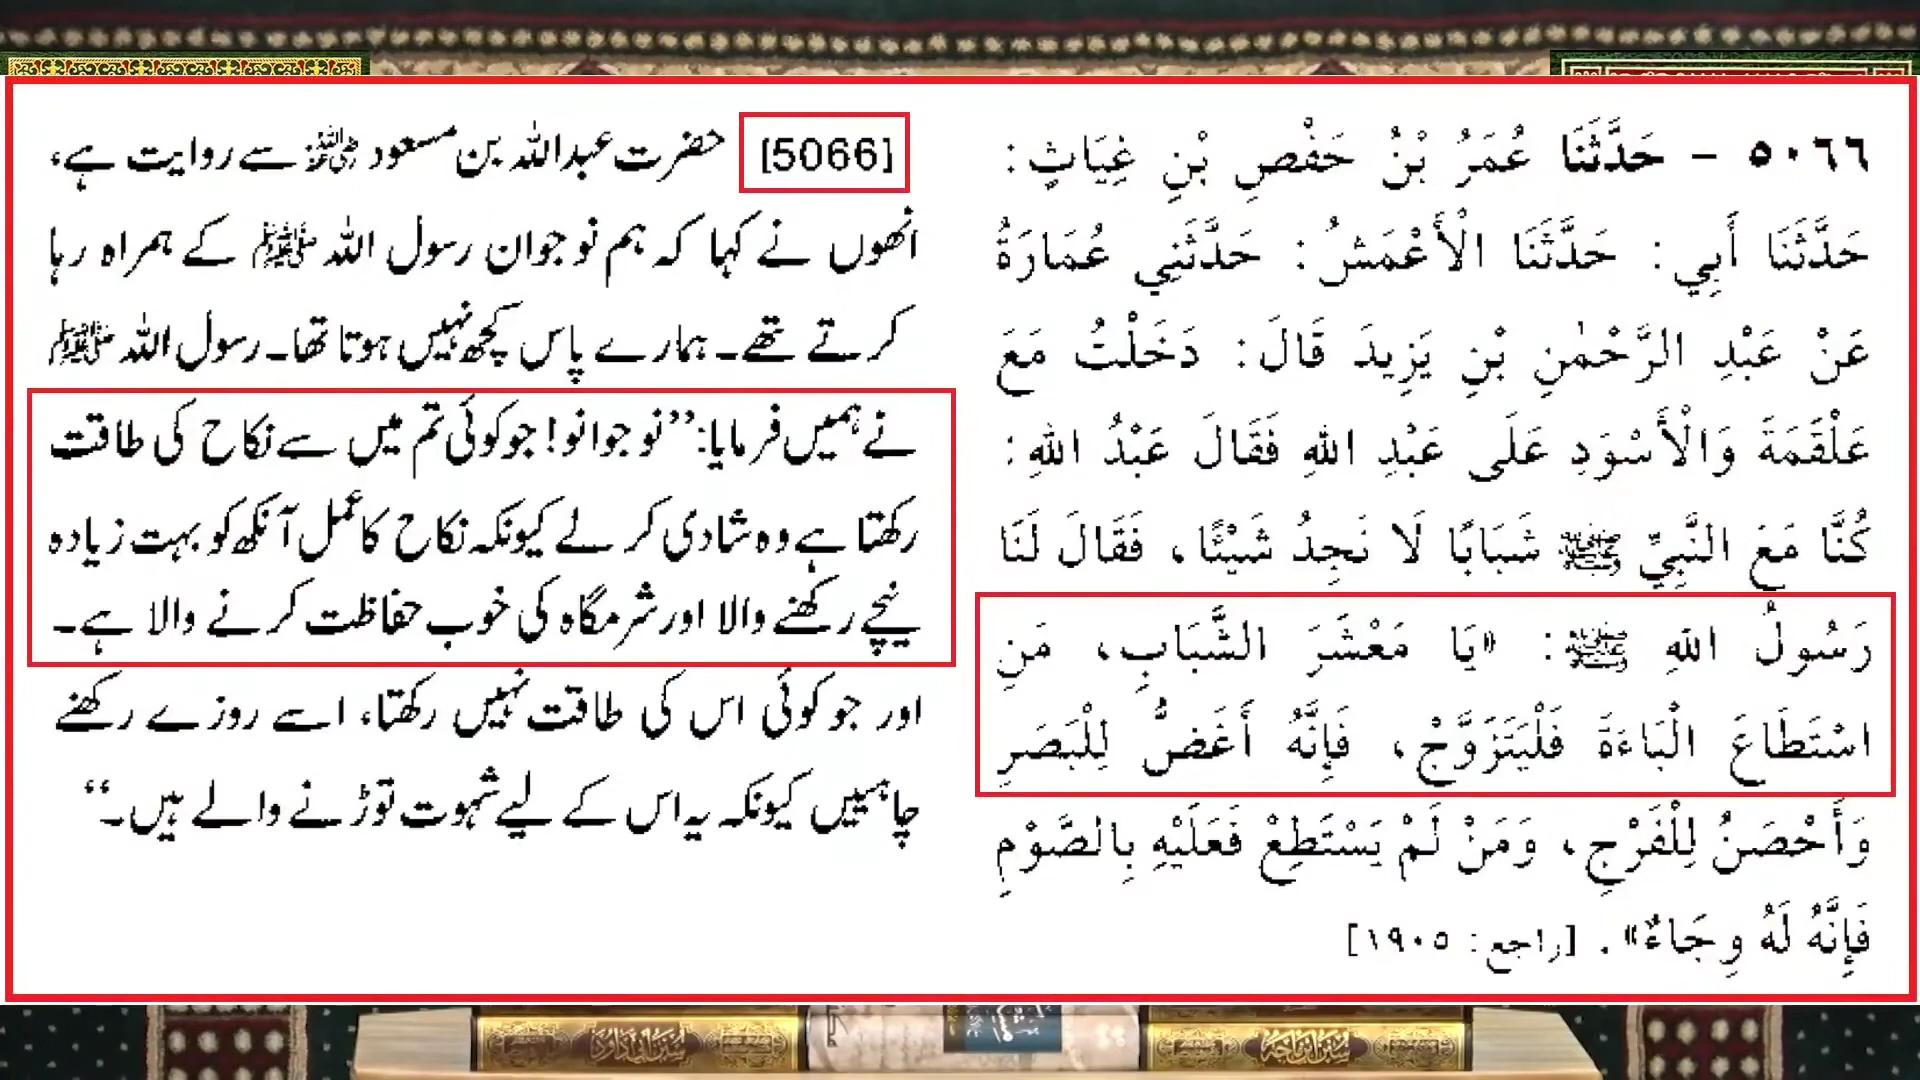 ٥٠٦٦ - حَدَّثَنَا عُمَرُ بْنُ حَفْصِ بْنِ غِيَاثٍ:
حَدَّثَنَا أَبِي: حَدَّثَنَا الْأَعْمَشُ: حَدَّثَنِي عُمَارَةُ
عَنْ عَبْدِ الرَّحْمٰنِ بْنِ يَزِيدَ قَالَ: دَخَلْتُ مَعَ
عَلْقَمَةَ وَالْأَسْوَدِ عَلَى عَبْدِ اللهِ فَقَالَ عَبْدُ اللهِ:
كُنَّا مَعَ النَّبِيِّ ﷺ شَبَابًا لَا نَجِدُ شَيْئًا، فَقَالَ لَنَا
رَسُولُ اللهِ ﷺ: «يَا مَعْشَرَ الشَّبَابِ، مَنِ
اسْتَطَاعَ الْبَاءَةَ فَلْيَتَزَوَّجْ، فَإِنَّهُ أَغَضُّ لِلْبَصَرِ
وَأَحْصَنُ لِلْفَرْجِ، وَمَنْ لَمْ يَسْتَطِعْ فَعَلَيْهِ بِالصَّوْمِ
فَإِنَّهُ لَهُ وِجَاءٌ». [راجع: ١٩٠٥]
[5066] حضرت عبداللہ بن مسعود ؓ سے روایت ہے،
انھوں نے کہا کہ ہم نوجوان رسول اللہ ﷺ کے ہمراہ رہا
کرتے تھے۔ ہمارے پاس کچھ نہیں ہوتا تھا۔ رسول اللہ ﷺ
نے ہمیں فرمایا: ’’نوجوانو! جو کوئی تم میں سے نکاح کی طاقت
رکھتا ہے وہ شادی کر لے کیونکہ نکاح کا عمل آنکھ کو بہت زیادہ
نیچے رکھنے والا اور شرمگاہ کی خوب حفاظت کرنے والا ہے۔
اور جو کوئی اس کی طاقت نہیں رکھتا، اسے روزے رکھنے
چاہییں کیونکہ یہ اس کے لیے شہوت توڑنے والے ہیں۔‘‘
سنن ابن ماجہ
سنن ابی داؤد